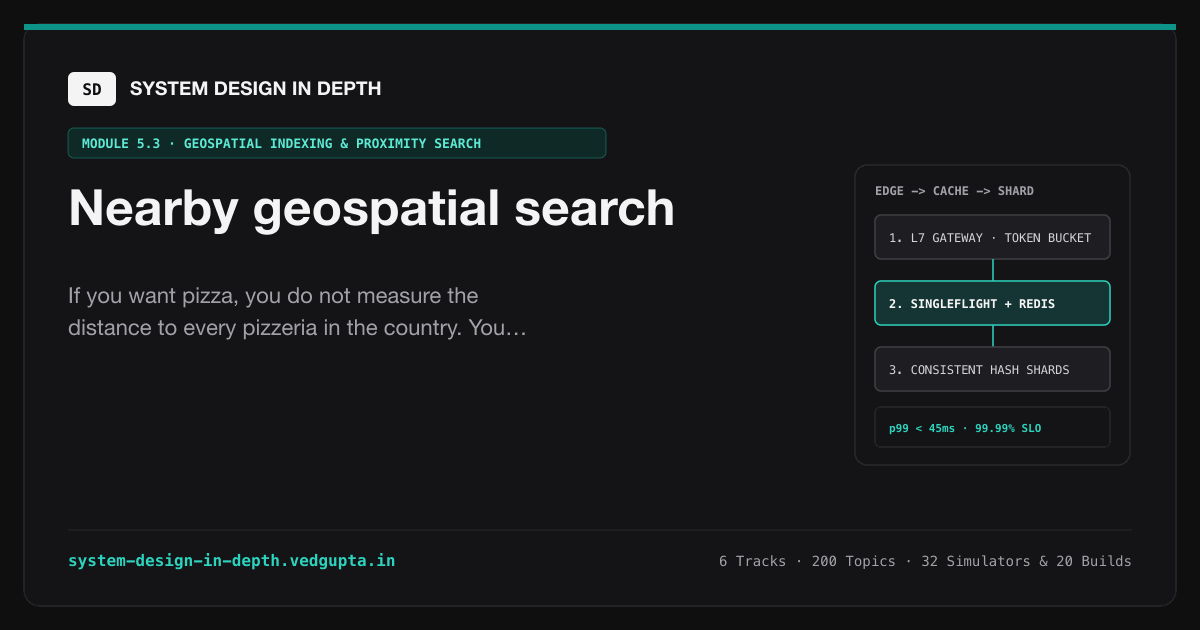 SD
SYSTEM DESIGN IN DEPTH
MODULE 5.3 · GEOSPATIAL INDEXING & PROXIMITY SEARCH
Nearby geospatial search
If you want pizza, you do not measure the
distance to every pizzeria in the country. You…
EDGE —> CACHE —> SHARD
1. L7 GATEWAY · TOKEN BUCKET
2. SINGLEFLIGHT + REDIS
3. CONSISTENT HASH SHARDS
p99 < 45ms · 99.99% SLO
system-design-in-depth.vedgupta.in
6 Tracks · 200 Topics · 32 Simulators & 20 Builds